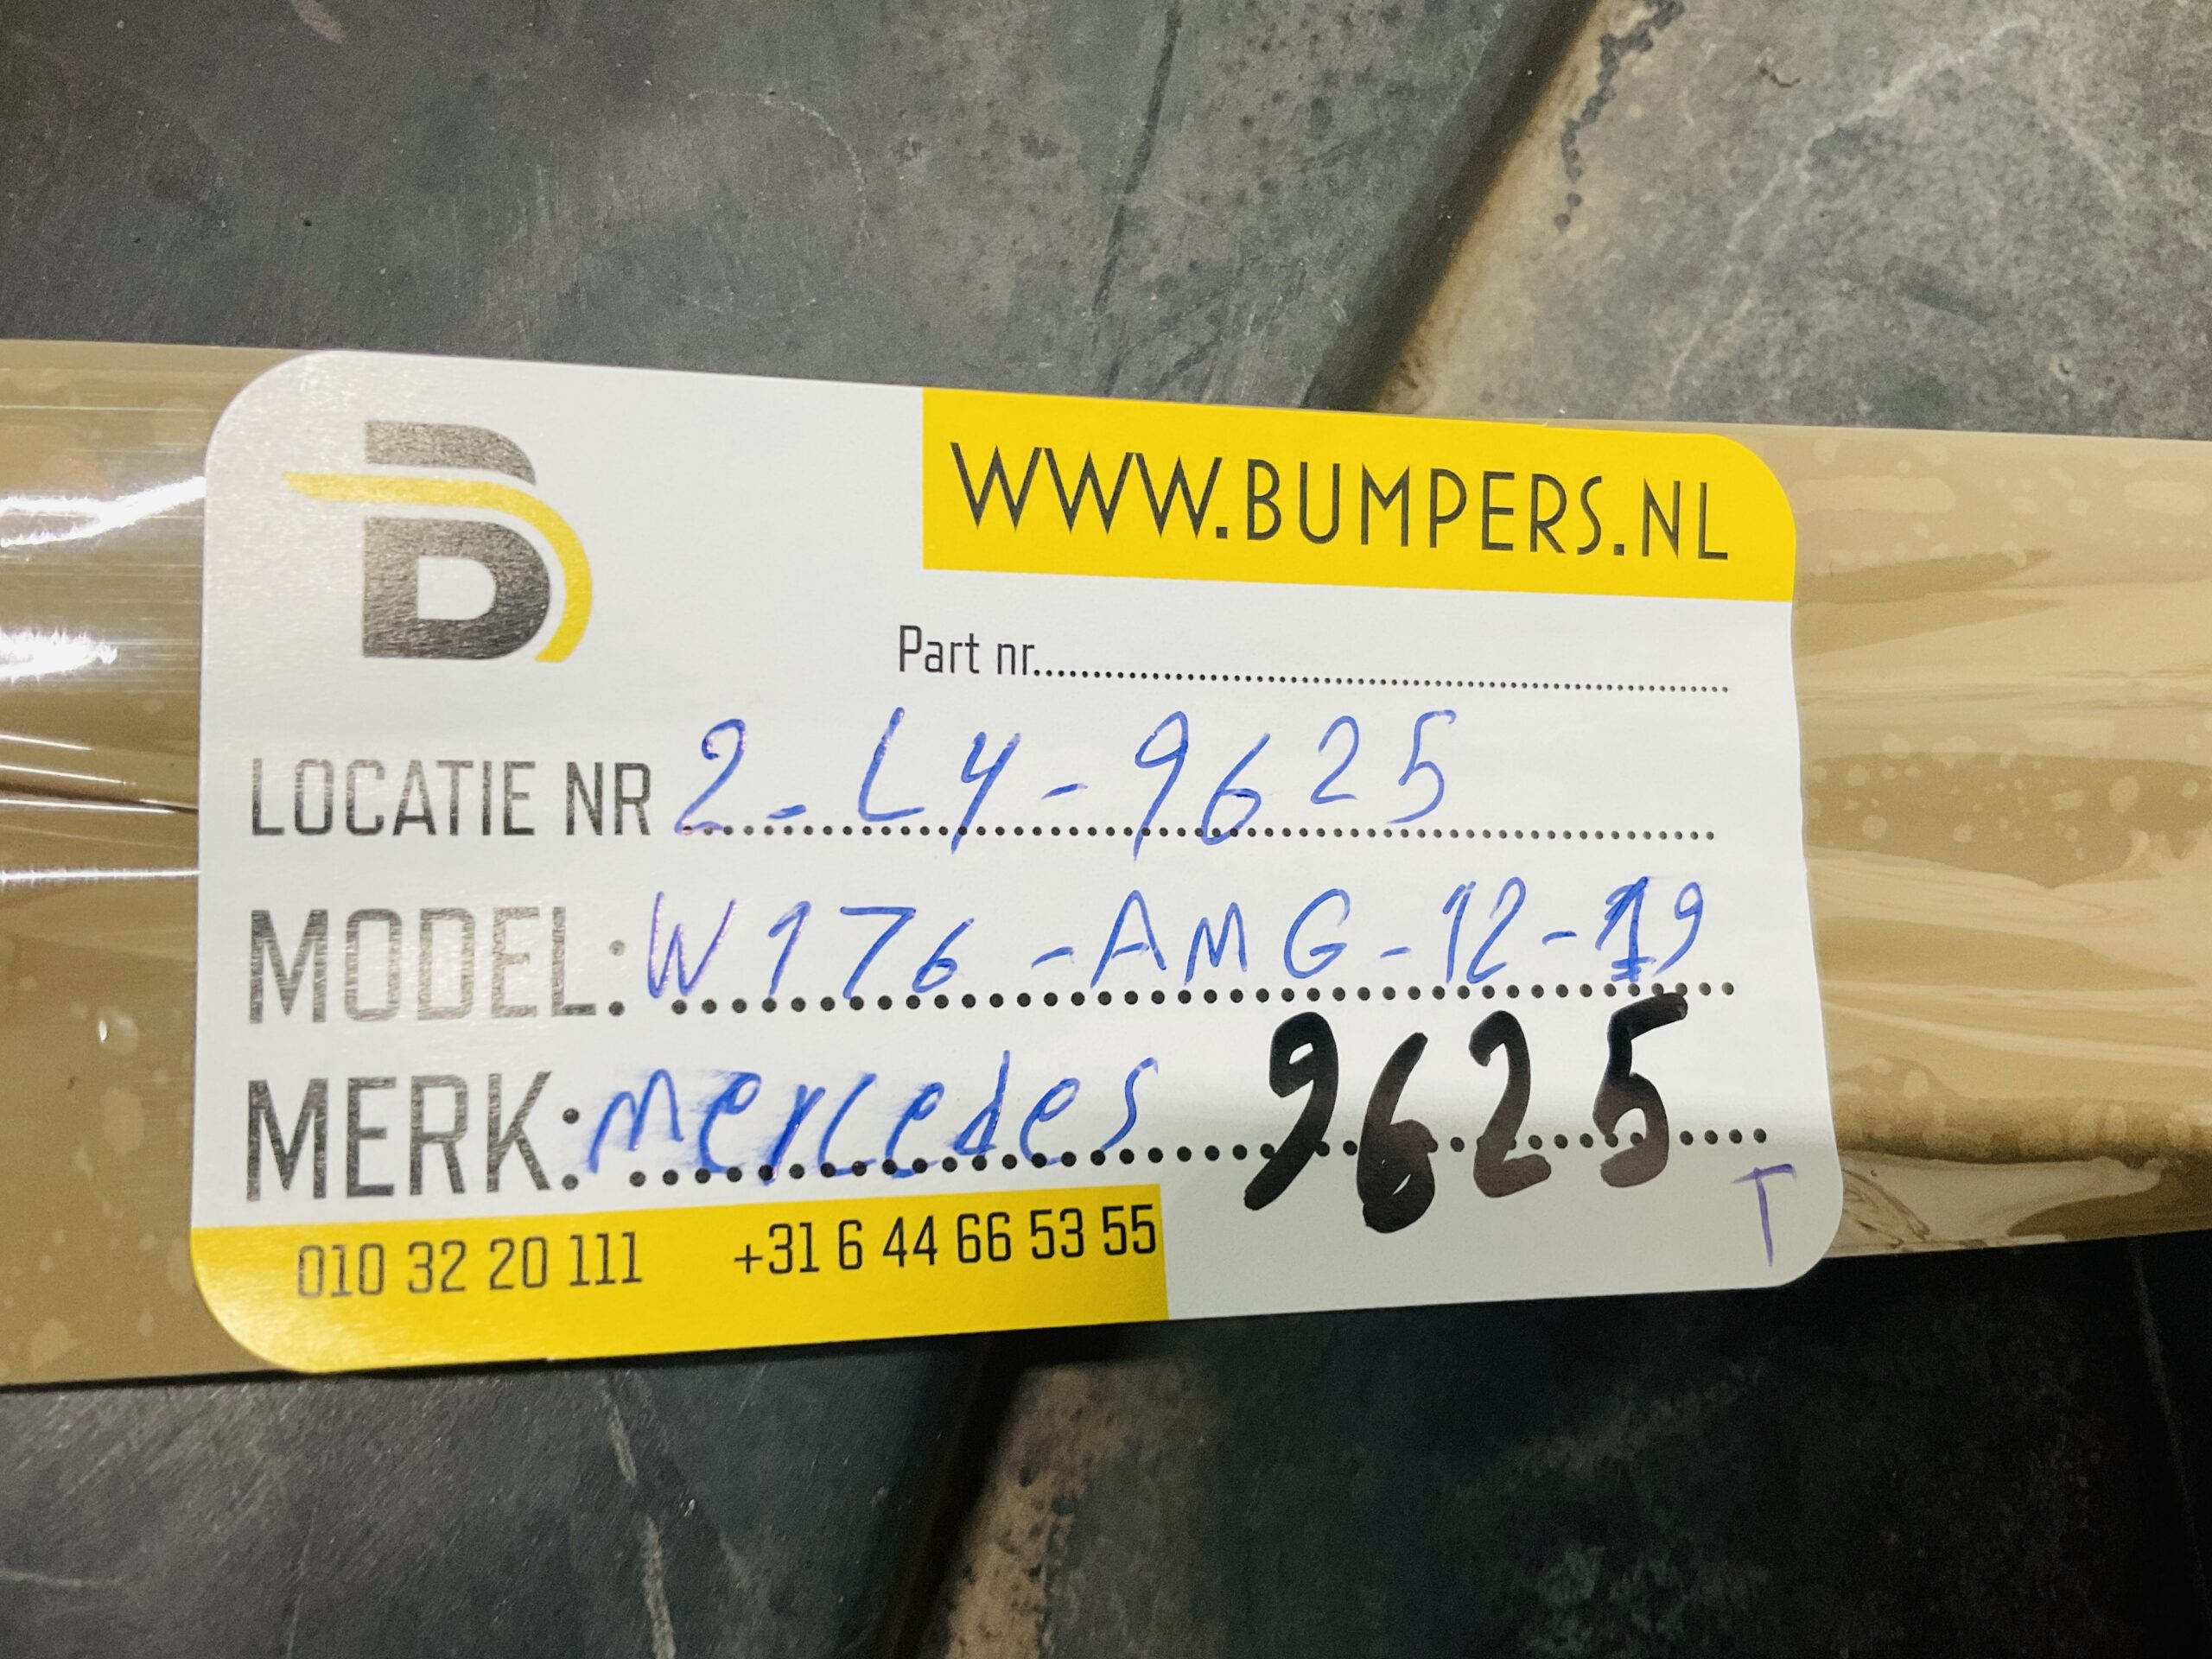 B
WWW.BUMPERS.NL
Part nr......................................................
LOCATIE NR 2-L4-9625
MODEL: W176-AMG-12-19
MERK: mercedes 9625
T
010 32 20 111 +31 6 44 66 53 55